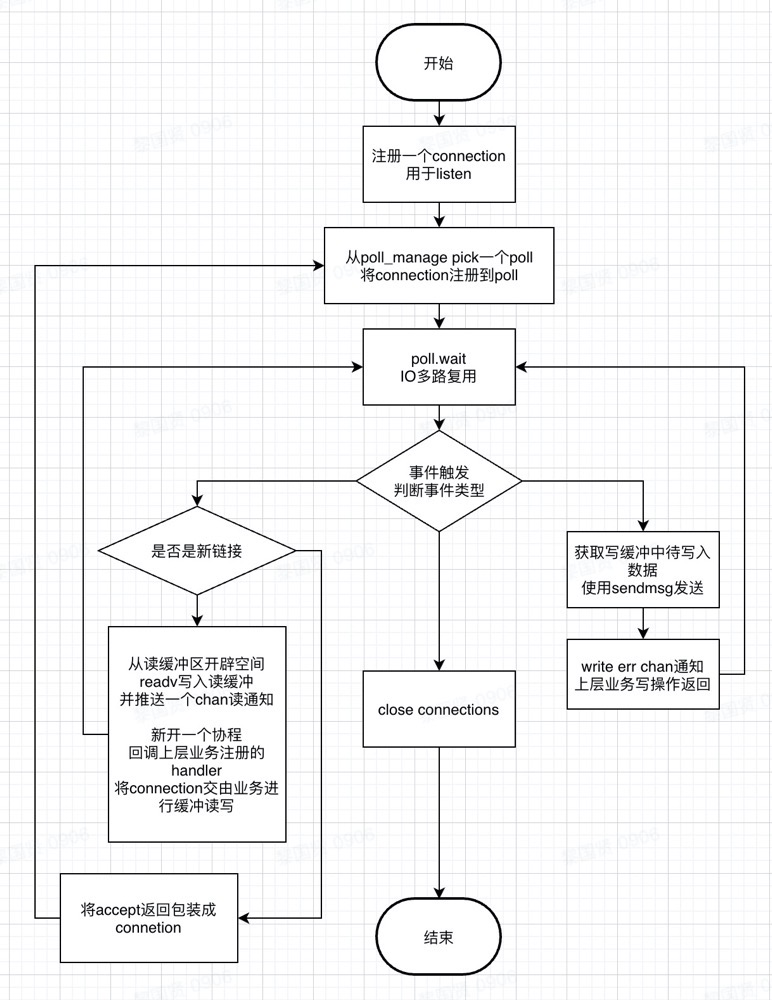 开始
注册一个connection
用于listen
从poll_manage pick一个poll
将connection注册到poll
poll.wait
IO多路复用
事件触发
判断事件类型
是否是新链接
获取写缓冲中待写入
数据
使用sendmsg发送
从读缓冲区开辟空间
readv写入读缓冲
并推送一个chan读通知
新开一个协程
回调上层业务注册的
handler
将connection交由业务进
行缓冲读写
write err chan通知
上层业务写操作返回
close connections
将accept返回包装成
connetion
结束